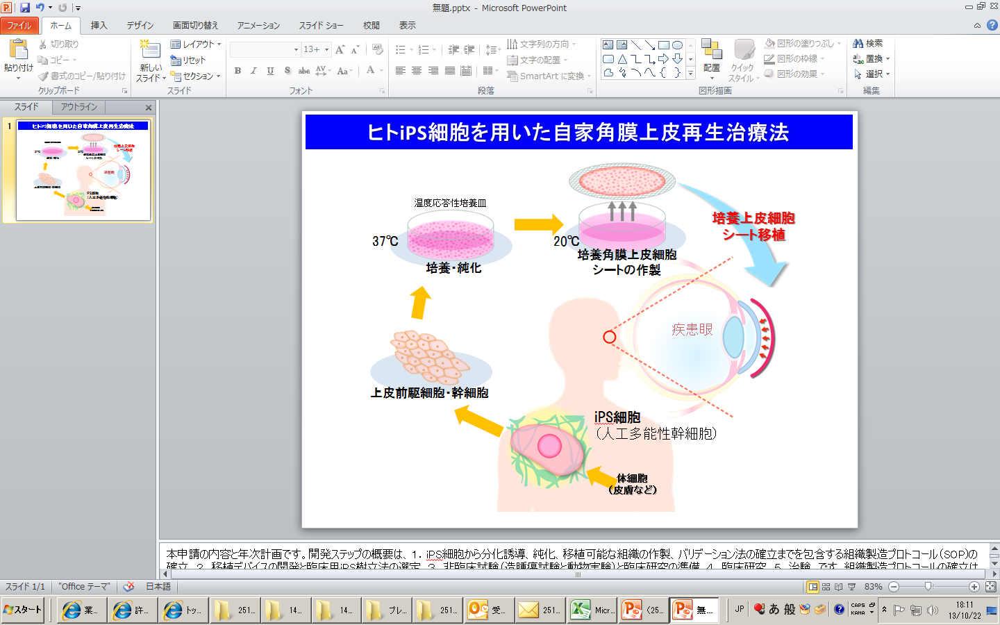 無題.pptx - Microsoft PowerPoint
ファイル ホーム 挿入 デザイン 画面切り替え アニメーション スライド ショー 校閲 表示
貼り付け
切り取り
コピー
書式のコピー/貼り付け
クリップボード
新しい
スライド
レイアウト
リセット
セクション
スライド
13+
フォント
文字列の方向
文字の配置
SmartArt に変換
段落
配置
クイック
スタイル
図形の塗りつぶし
図形の枠線
図形の効果
図形描画
検索
置換
選択
編集
スライド アウトライン
1
ヒトiPS細胞を用いた自家角膜上皮再生治療法
温度応答性培養皿
37℃
培養・純化
20℃
培養角膜上皮細胞
シートの作製
培養上皮細胞
シート移植
疾患眼
上皮前駆細胞・幹細胞
iPS細胞
（人工多能性幹細胞）
体細胞
（皮膚など）
本申請の内容と年次計画です。開発ステップの概要は、１．iPS細胞から分化誘導、純化、移植可能な組織の作製、バリデーション法の確立までを包含する組織製造プロトコール（SOP）の
確立、２．移植デバイスの開発と臨床用iPS樹立法の選定、３．非臨床試験（造腫瘍試験と動物実験）と臨床研究の準備、４．臨床研究、５．治験、です。組織製造プロトコールの確立は
スライド 1/1 "Office テーマ" 日本語 83%
スタート 業... 許... トッ... 251... 14... 14... プレ... 251... 受... 251... Micr... (25... 無... JP あ 般 CAPS KANA 18:11
13/10/22